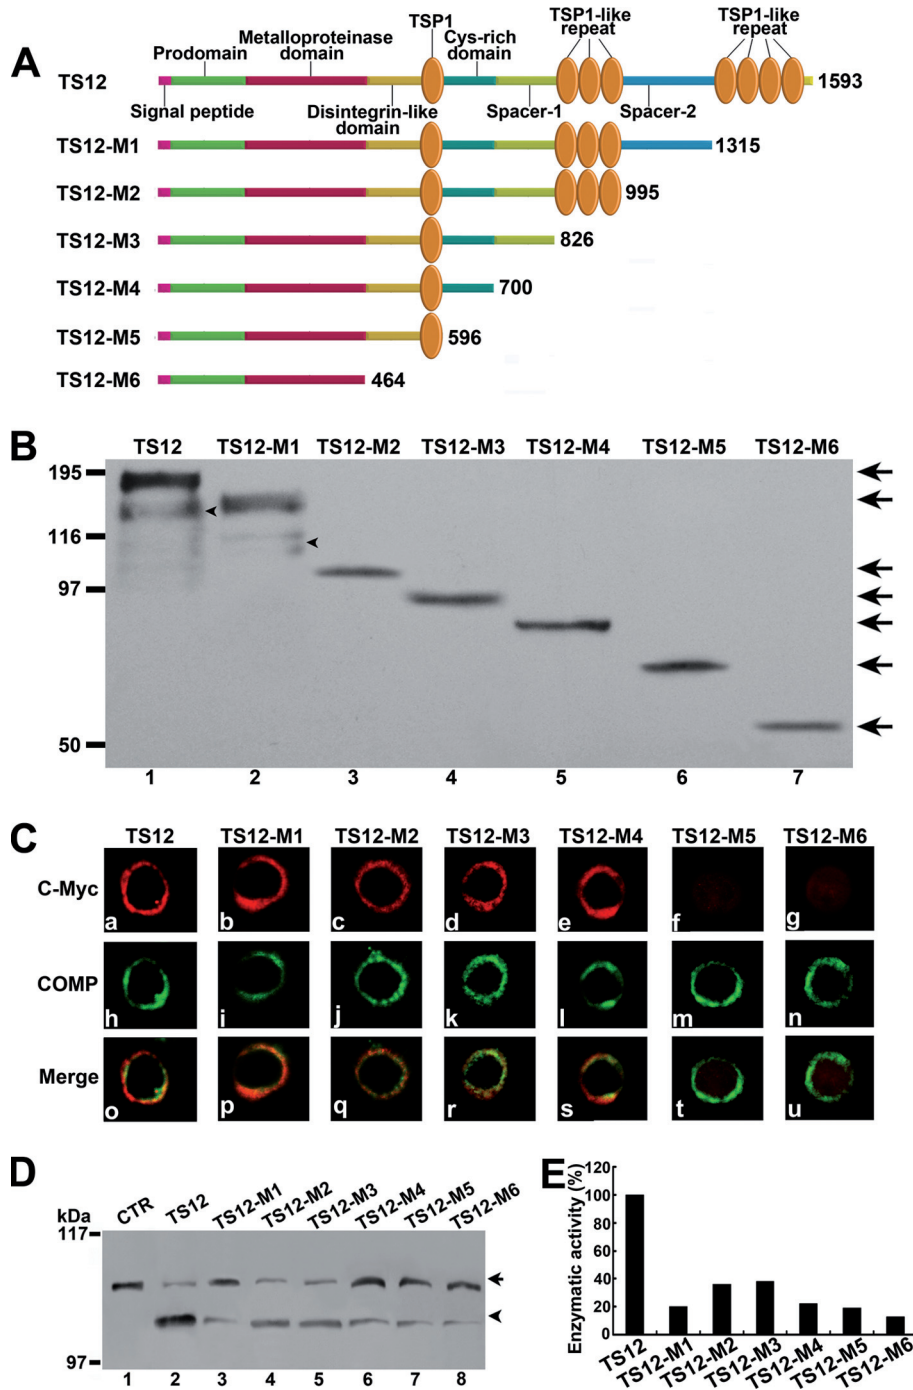 A
TSP1
TSP1-like repeat
TSP1-like repeat
Metalloproteinase domain
Cys-rich domain
Prodomain
TS12
1593
Signal peptide
Disintegrin-like domain
Spacer-1
Spacer-2
TS12-M1
1315
TS12-M2
995
TS12-M3
826
TS12-M4
700
TS12-M5
596
TS12-M6
464
B
TS12 TS12-M1 TS12-M2 TS12-M3 TS12-M4 TS12-M5 TS12-M6
195
116
97
50
1 2 3 4 5 6 7
C
TS12 TS12-M1 TS12-M2 TS12-M3 TS12-M4 TS12-M5 TS12-M6
C-Myc
a b c d e f g
COMP
h i j k l m n
Merge
o p q r s t u
D
CTR TS12 TS12-M1 TS12-M2 TS12-M3 TS12-M4 TS12-M5 TS12-M6
kDa
117
97
1 2 3 4 5 6 7 8
E
Enzymatic activity (%)
120
100
80
60
40
20
0
TS12 TS12-M1 TS12-M2 TS12-M3 TS12-M4 TS12-M5 TS12-M6